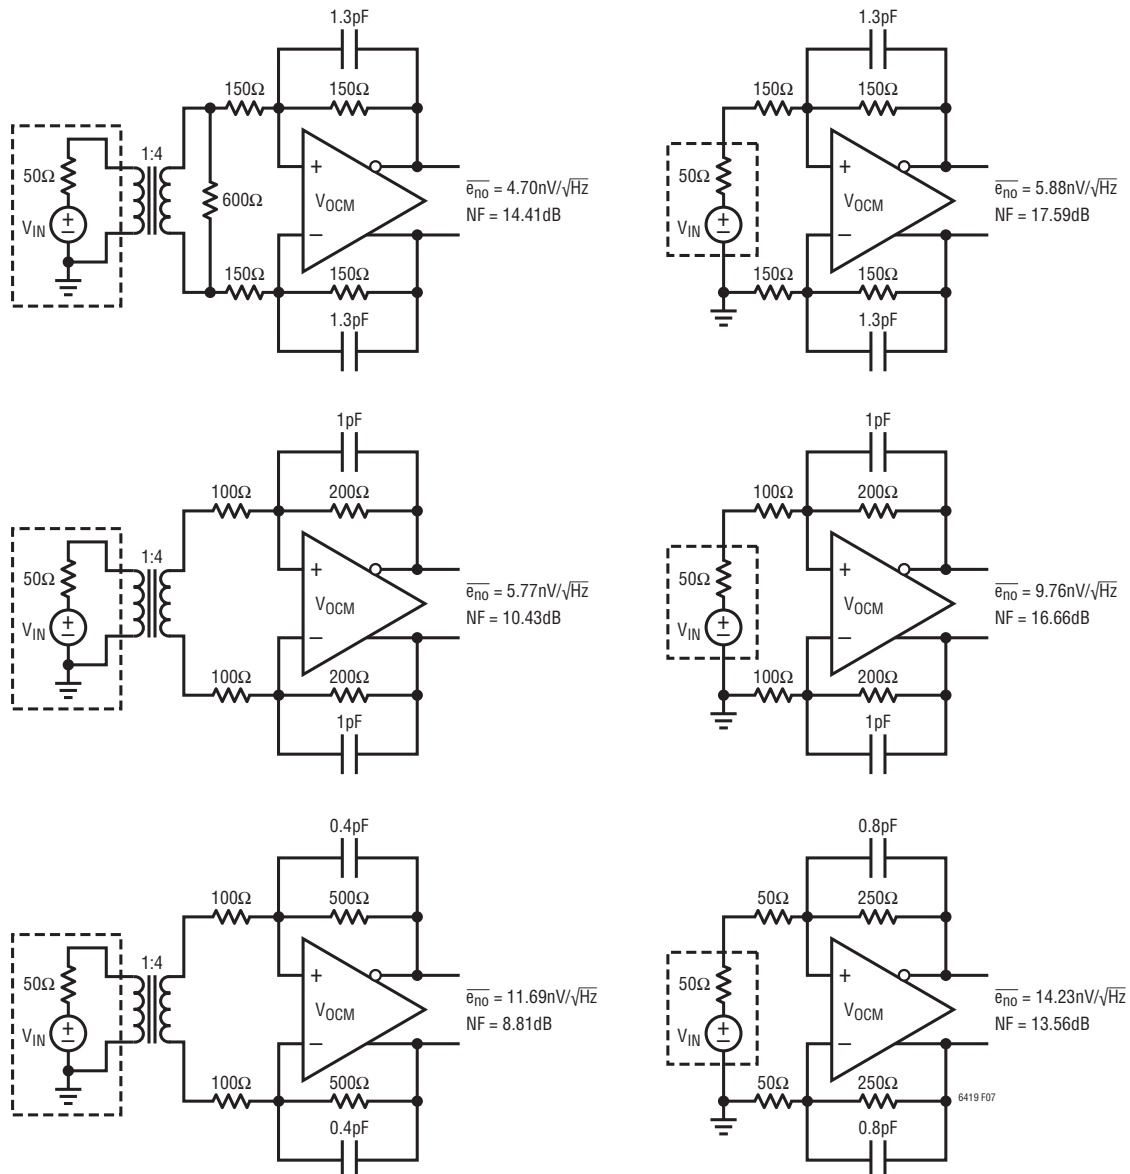 1.3pF
150Ω
150Ω
1:4
50Ω
V_IN
600Ω
+
V_OCM
−
e_no = 4.70nV/√Hz
NF = 14.41dB
150Ω
150Ω
1.3pF
1.3pF
150Ω
150Ω
50Ω
V_IN
+
V_OCM
−
e_no = 5.88nV/√Hz
NF = 17.59dB
150Ω
150Ω
1.3pF
1pF
100Ω
200Ω
1:4
50Ω
V_IN
+
V_OCM
−
e_no = 5.77nV/√Hz
NF = 10.43dB
100Ω
200Ω
1pF
1pF
100Ω
200Ω
50Ω
V_IN
+
V_OCM
−
e_no = 9.76nV/√Hz
NF = 16.66dB
100Ω
200Ω
1pF
0.4pF
100Ω
500Ω
1:4
50Ω
V_IN
+
V_OCM
−
e_no = 11.69nV/√Hz
NF = 8.81dB
100Ω
500Ω
0.4pF
0.8pF
50Ω
250Ω
50Ω
V_IN
+
V_OCM
−
e_no = 14.23nV/√Hz
NF = 13.56dB
50Ω
250Ω
6419 F07
0.8pF